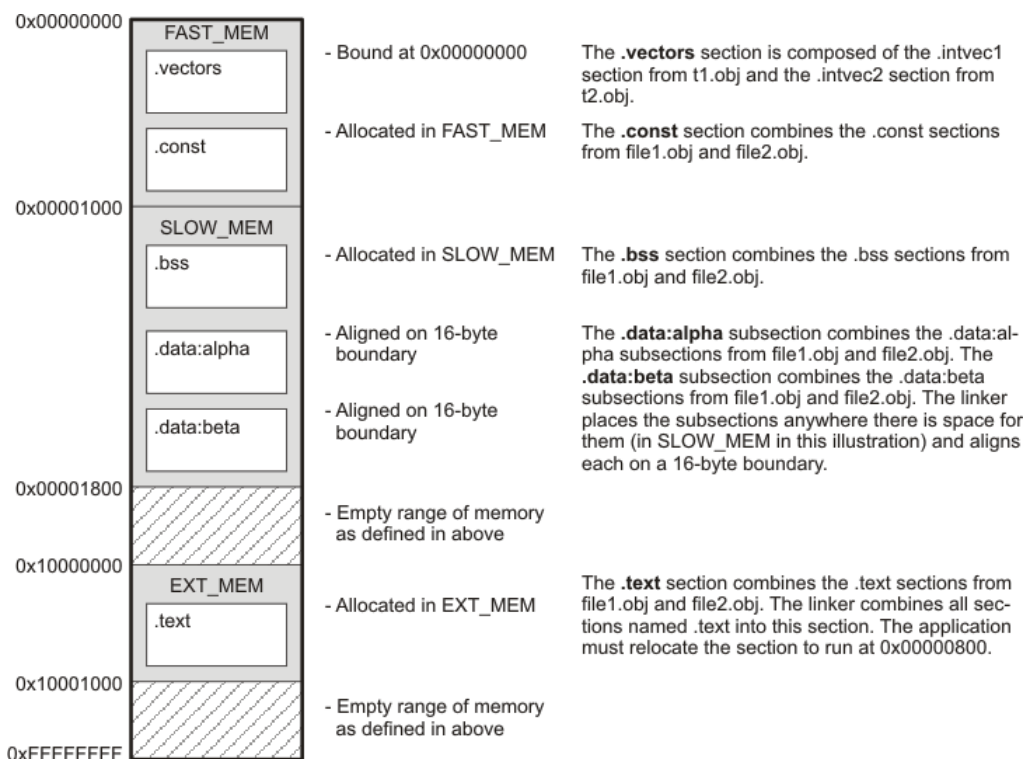 0x00000000
FAST_MEM
.vectors
- Bound at 0x00000000
The .vectors section is composed of the .intvec1
section from t1.obj and the .intvec2 section from
t2.obj.
.const
- Allocated in FAST_MEM
The .const section combines the .const sections
from file1.obj and file2.obj.
0x00001000
SLOW_MEM
.bss
- Allocated in SLOW_MEM
The .bss section combines the .bss sections from
file1.obj and file2.obj.
.data:alpha
- Aligned on 16-byte
boundary
The .data:alpha subsection combines the .data:al-
pha subsections from file1.obj and file2.obj. The
.data:beta subsection combines the .data:beta
subsections from file1.obj and file2.obj. The linker
places the subsections anywhere there is space for
them (in SLOW_MEM in this illustration) and aligns
each on a 16-byte boundary.
.data:beta
- Aligned on 16-byte
boundary
0x00001800
- Empty range of memory
as defined in above
0x10000000
EXT_MEM
.text
- Allocated in EXT_MEM
The .text section combines the .text sections from
file1.obj and file2.obj. The linker combines all sec-
tions named .text into this section. The application
must relocate the section to run at 0x00000800.
0x10001000
- Empty range of memory
as defined in above
0xFFFFFFFF